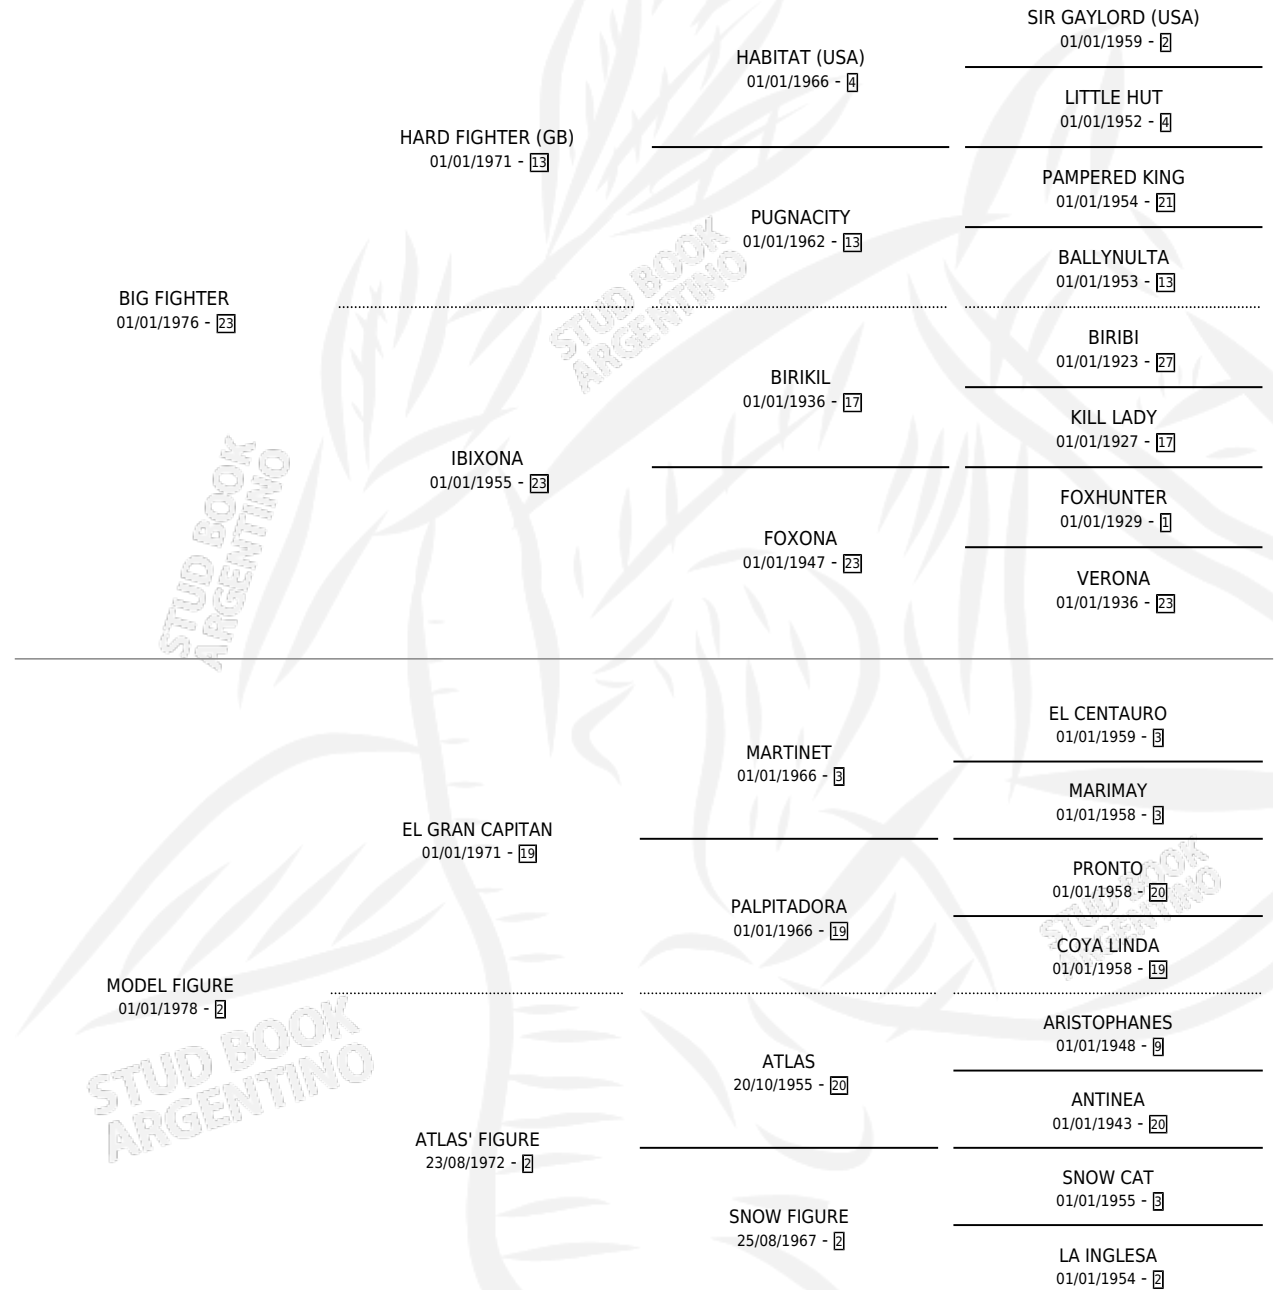 SIR GAYLORD (USA)
01/01/1959 - 2
HABITAT (USA)
01/01/1966 - 4
LITTLE HUT
01/01/1952 - 4
HARD FIGHTER (GB)
01/01/1971 - 13
PAMPERED KING
01/01/1954 - 21
PUGNACITY
01/01/1962 - 13
BALLYNULTA
01/01/1953 - 13
BIG FIGHTER
01/01/1976 - 23
STUD BOOK
ARGENTINO
BIRIBI
01/01/1923 - 27
BIRIKIL
01/01/1936 - 17
KILL LADY
01/01/1927 - 17
IBIXONA
01/01/1955 - 23
FOXHUNTER
01/01/1929 - 1
FOXONA
01/01/1947 - 23
VERONA
01/01/1936 - 23
STUD BOOK
ARGENTINO
EL CENTAURO
01/01/1959 - 3
MARTINET
01/01/1966 - 3
MARIMAY
01/01/1958 - 3
EL GRAN CAPITAN
01/01/1971 - 19
PRONTO
01/01/1958 - 20
PALPITADORA
01/01/1966 - 19
COYA LINDA
01/01/1958 - 19
STUD BOOK
ARGENTINO
MODEL FIGURE
01/01/1978 - 2
STUD BOOK
ARGENTINO
ARISTOPHANES
01/01/1948 - 9
ATLAS
20/10/1955 - 20
ANTINEA
01/01/1943 - 20
ATLAS' FIGURE
23/08/1972 - 2
SNOW CAT
01/01/1955 - 3
SNOW FIGURE
25/08/1967 - 2
LA INGLESA
01/01/1954 - 2